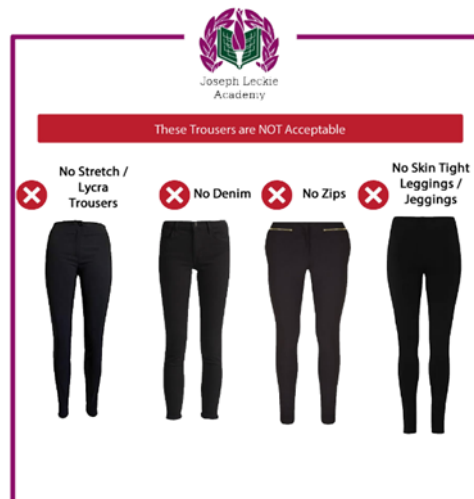 Joseph Leckie
Academy
These Trousers are NOT Acceptable
No Stretch /
Lycra
Trousers
No Denim
No Zips
No Skin Tight
Leggings /
Jeggings